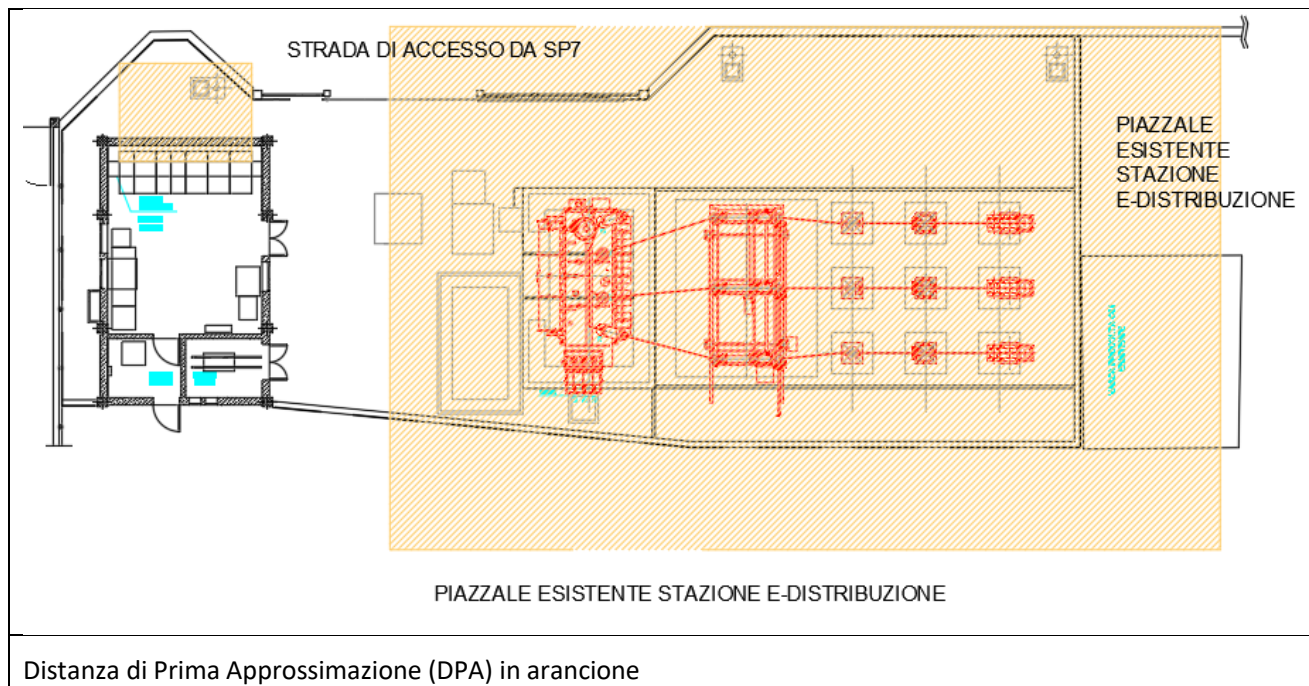 STRADA DI ACCESSO DA SP7
PIAZZALE
ESISTENTE
STAZIONE
E-DISTRIBUZIONE
PIAZZALE ESISTENTE STAZIONE E-DISTRIBUZIONE
Distanza di Prima Approssimazione (DPA) in arancione